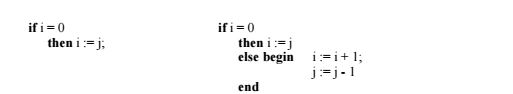 if i = 0
then i := j;
if i = 0
then i := j
else begin i := i + 1;
j := j - 1
end